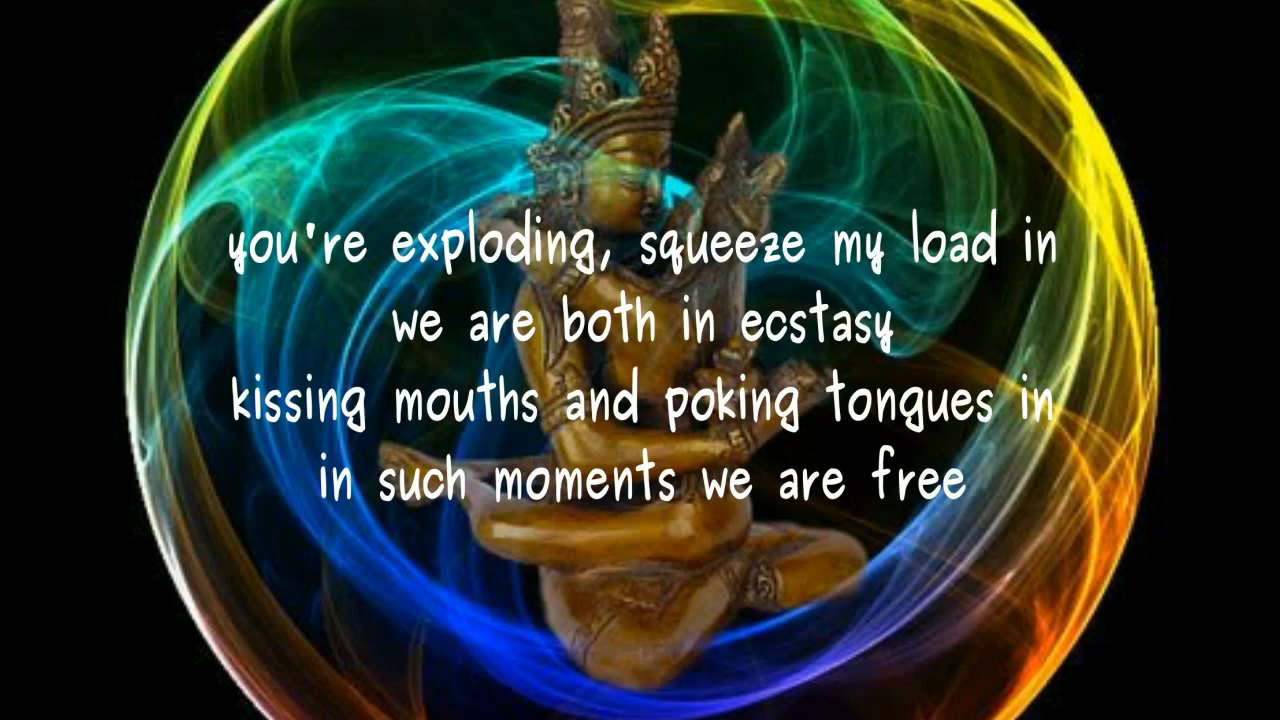 you're exploding, squeeze my load in
we are both in ecstasy
kissing mouths and poking tongues in
in such moments we are free